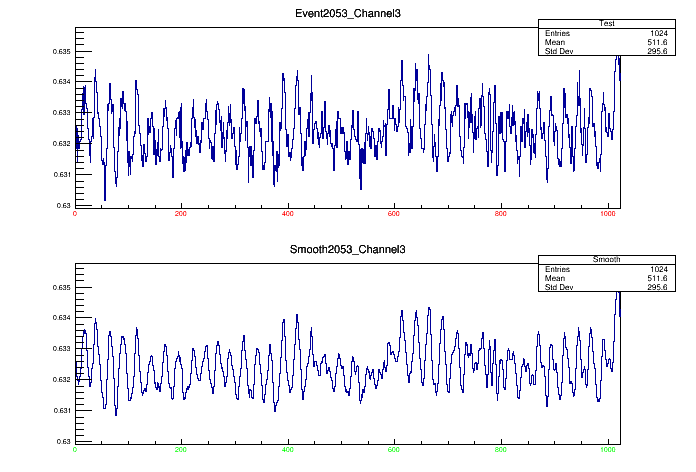 Event2053_Channel3
Test
Entries 1024
Mean 511.6
Std Dev 295.6
0.635
0.634
0.633
0.632
0.631
0.63
0 200 400 600 800 1000
Smooth2053_Channel3
Smooth
Entries 1024
Mean 511.6
Std Dev 295.6
0.635
0.634
0.633
0.632
0.631
0.63
0 200 400 600 800 1000